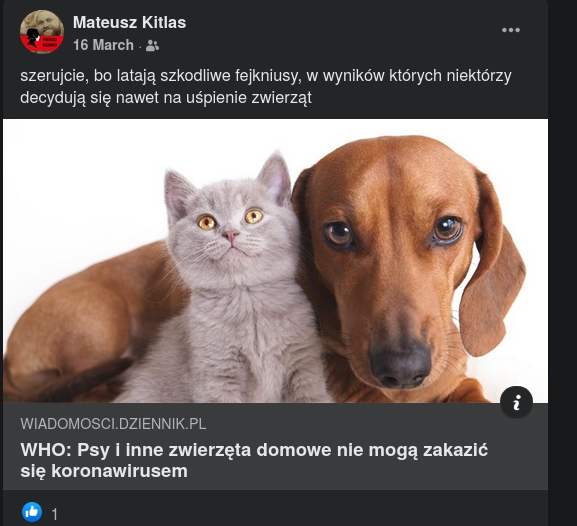 Mateusz Kitlas
16 March ·
szerujcie, bo latają szkodliwe fejkniusy, w wyników których niektórzy
decydują się nawet na uśpienie zwierząt
WIADOMOSCI.DZIENNIK.PL
WHO: Psy i inne zwierzęta domowe nie mogą zakazić
się koronawirusem
1